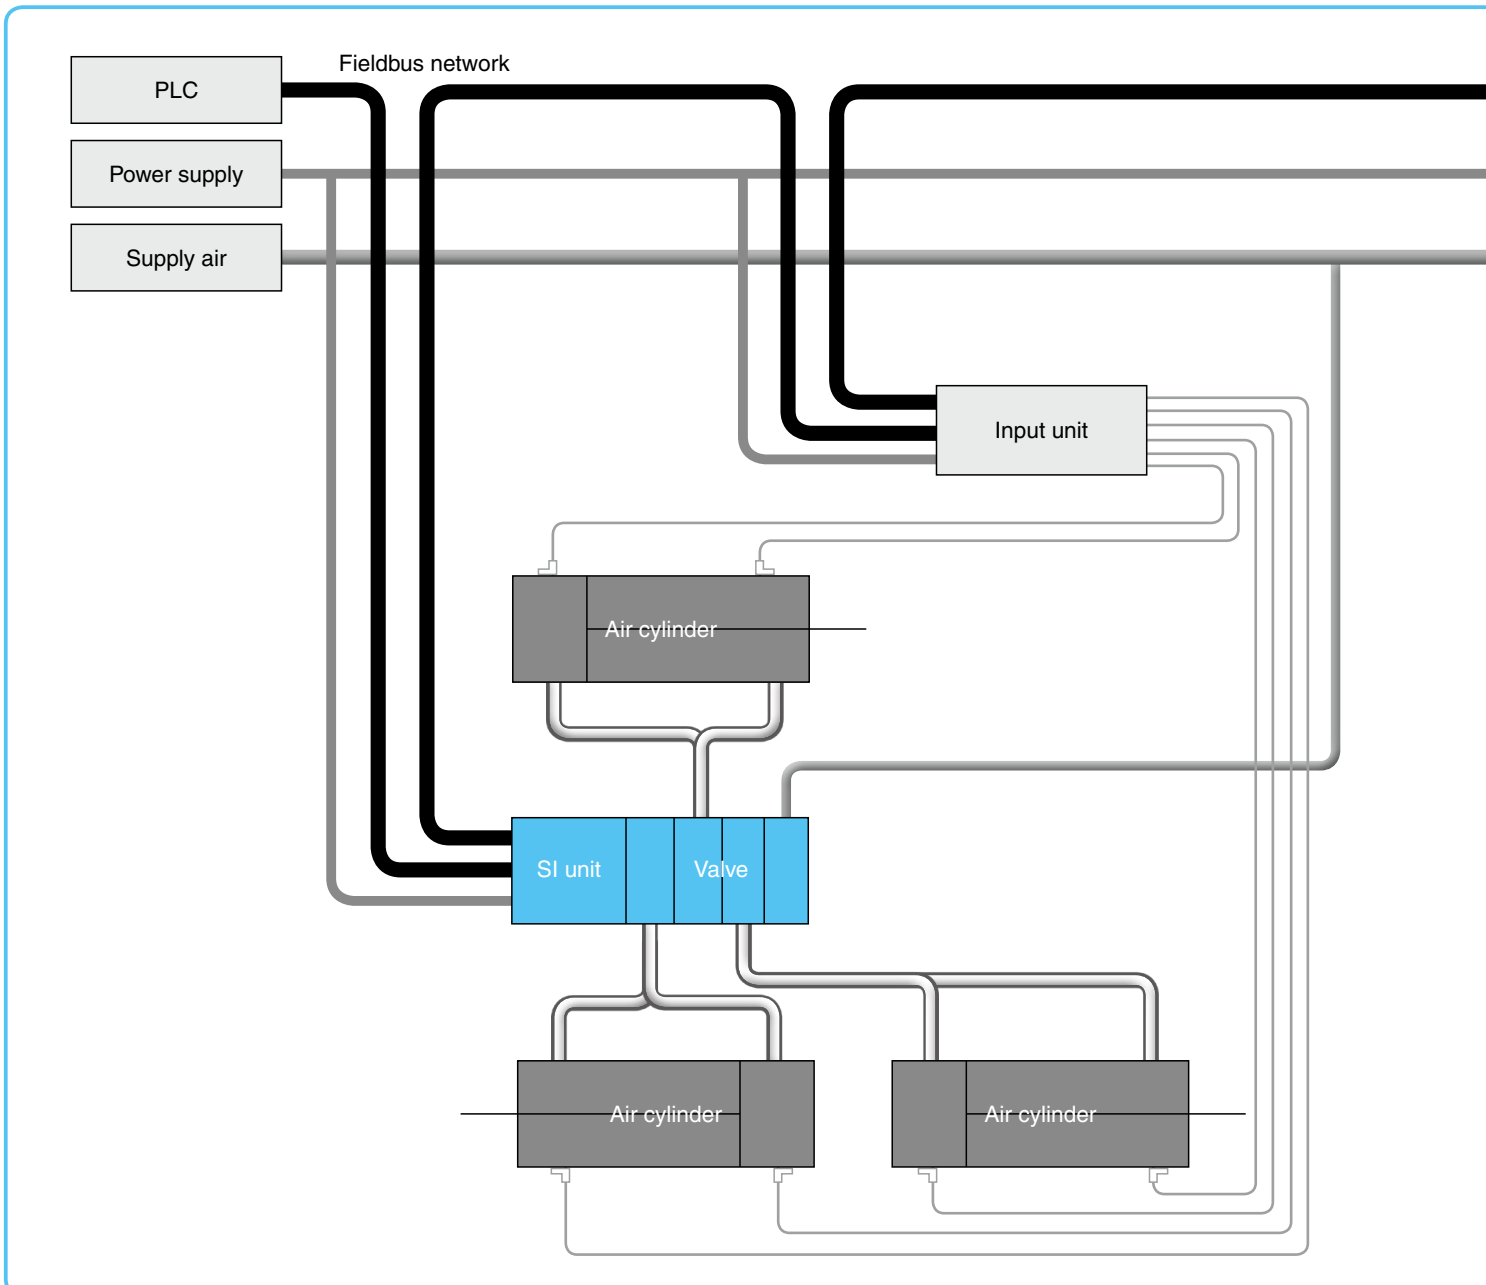 Fieldbus network
PLC
Power supply
Supply air
Input unit
Air cylinder
SI unit
Valve
Air cylinder
Air cylinder